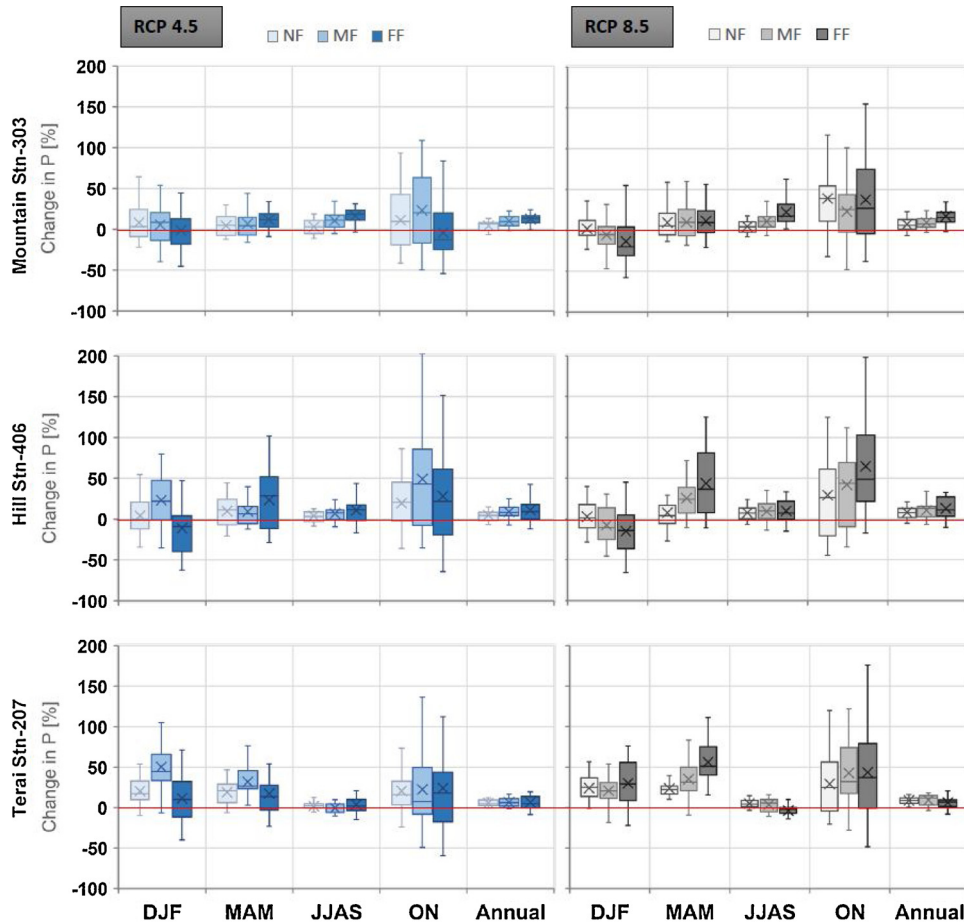 RCP 4.5
NF MF FF
RCP 8.5
NF MF FF
Mountain Stn-303
Change in P [%]
200
150
100
50
0
-50
-100
Hill Stn-406
Change in P [%]
200
150
100
50
0
-50
-100
Terai Stn-207
Change in P [%]
200
150
100
50
0
-50
-100
DJF MAM JJAS ON Annual
DJF MAM JJAS ON Annual